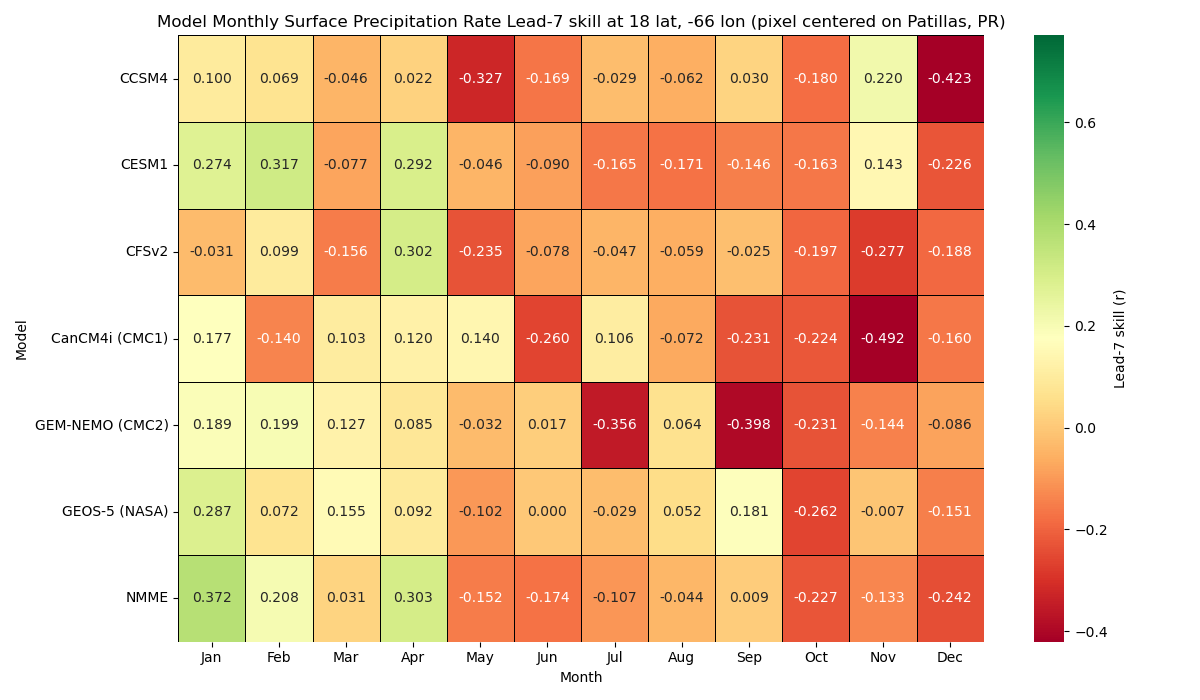 Model Monthly Surface Precipitation Rate Lead-7 skill at 18 lat, -66 lon (pixel centered on Patillas, PR)
CCSM4 0.100 0.069 -0.046 0.022 -0.327 -0.169 -0.029 -0.062 0.030 -0.180 0.220 -0.423
CESM1 0.274 0.317 -0.077 0.292 -0.046 -0.090 -0.165 -0.171 -0.146 -0.163 0.143 -0.226
CFSv2 -0.031 0.099 -0.156 0.302 -0.235 -0.078 -0.047 -0.059 -0.025 -0.197 -0.277 -0.188
CanCM4i (CMC1) 0.177 -0.140 0.103 0.120 0.140 -0.260 0.106 -0.072 -0.231 -0.224 -0.492 -0.160
GEM-NEMO (CMC2) 0.189 0.199 0.127 0.085 -0.032 0.017 -0.356 0.064 -0.398 -0.231 -0.144 -0.086
GEOS-5 (NASA) 0.287 0.072 0.155 0.092 -0.102 0.000 -0.029 0.052 0.181 -0.262 -0.007 -0.151
NMME 0.372 0.208 0.031 0.303 -0.152 -0.174 -0.107 -0.044 0.009 -0.227 -0.133 -0.242
Jan Feb Mar Apr May Jun Jul Aug Sep Oct Nov Dec
Month
Model
0.6
0.4
0.2
0.0
−0.2
−0.4
Lead-7 skill (r)